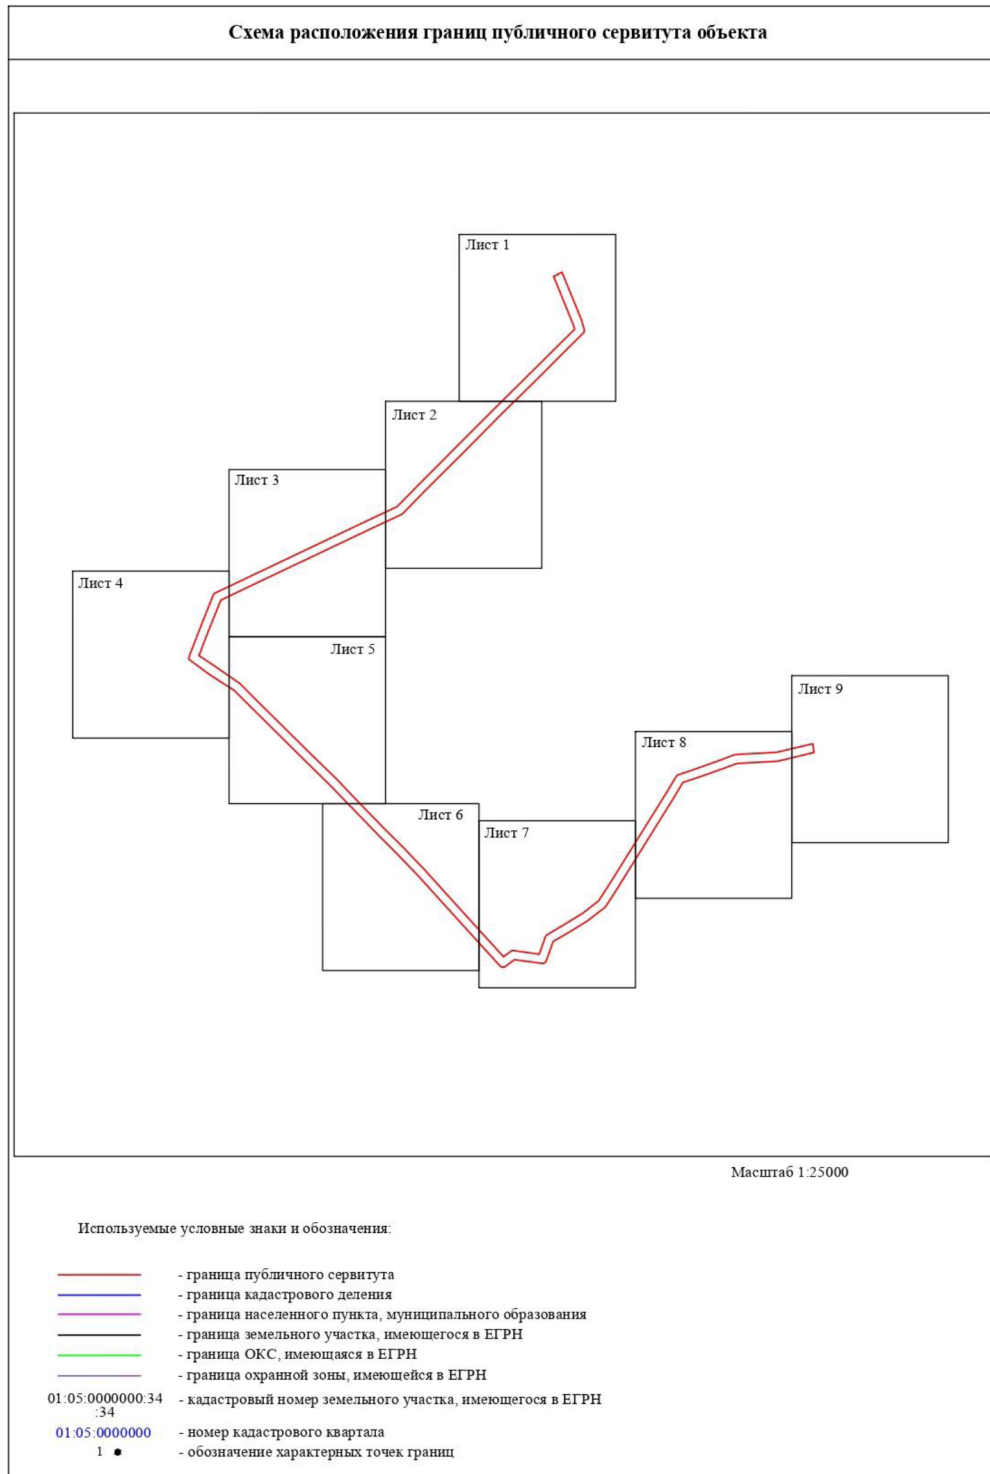 Схема расположения границ публичного сервитута объекта
Лист 1
Лист 2
Лист 3
Лист 4
Лист 5
Лист 9
Лист 8
Лист 6
Лист 7
Масштаб 1:25000
Используемые условные знаки и обозначения:
- граница публичного сервитута
- граница кадастрового деления
- граница населенного пункта, муниципального образования
- граница земельного участка, имеющегося в ЕГРН
- граница ОКС, имеющаяся в ЕГРН
- граница охранной зоны, имеющейся в ЕГРН
01:05:0000000:34 - кадастровый номер земельного участка, имеющегося в ЕГРН
:34
01:05:0000000 - номер кадастрового квартала
1 - обозначение характерных точек границ